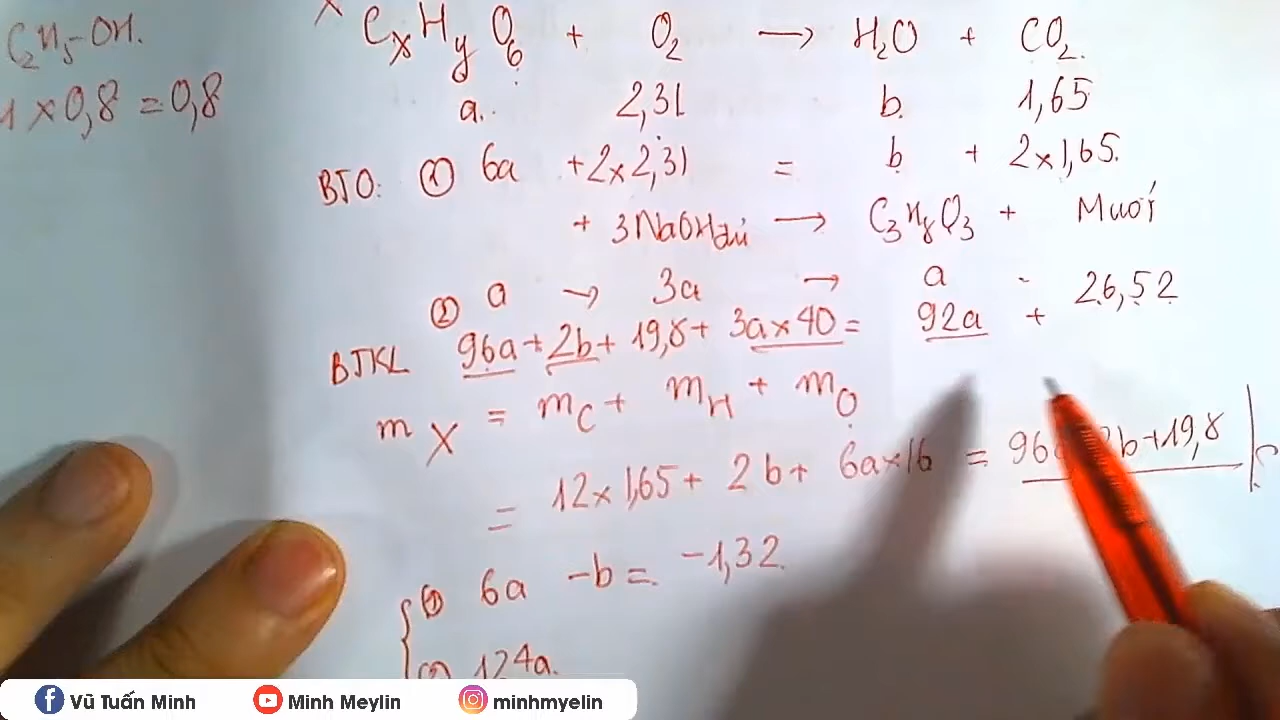 C₂H₅-OH.
1 × 0,8 = 0,8
x CxHyO₆ + O₂ → H₂O + CO₂.
a. 2,31 b. 1,65
BTO: ① 6a + 2×2,31 = b + 2×1,65.
+ 3NaOH → C₃H₈O₃ + Muối
② a → 3a → a - 26,52
BTKL 96a + 2b + 19,8 + 3a×40 = 92a +
m X = mC + mH + mO
= 12×1,65 + 2b + 6a×16 = 96a 2b+19,8
① 6a -b = -1,32.
② 124a.
Vũ Tuấn Minh Minh Meylin minhmyelin